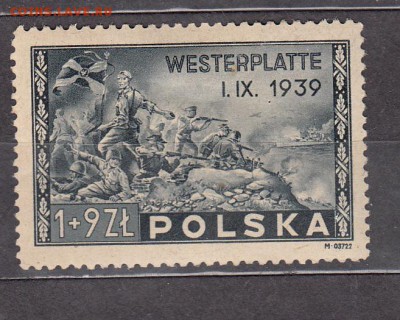 WESTERPLATTE
I. IX. 1939
1+9 ZŁ POLSKA
M-03722